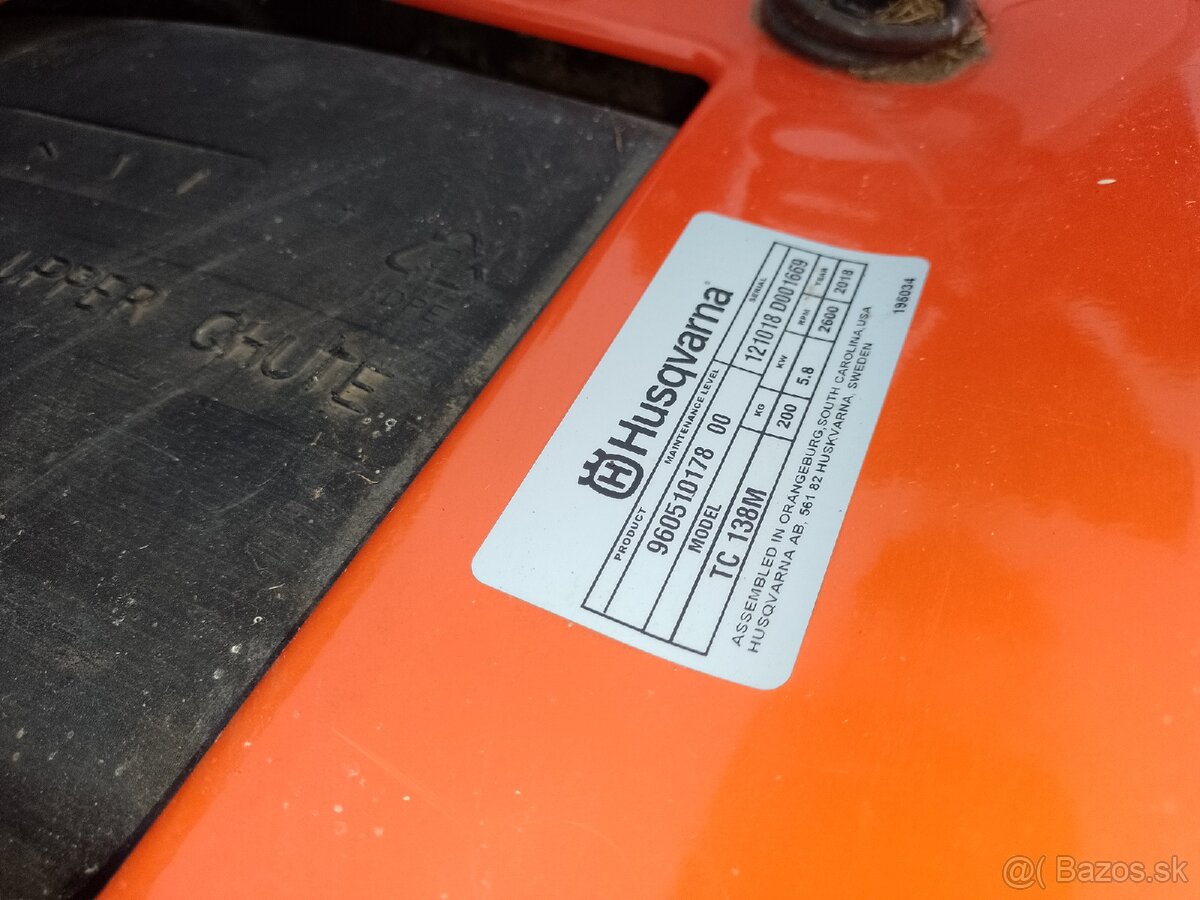 UPPER CHUTE
Husqvarna
PRODUCT MAINTENANCE LEVEL SERIAL
960510178 00 121018 D001669
MODEL KG KW RPM YEAR
TC 138M 200 5.8 2600 2018
ASSEMBLED IN ORANGEBURG, SOUTH CAROLINA, USA
HUSQVARNA AB, 561 82 HUSKVARNA, SWEDEN
196034
@( Bazos.sk